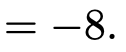 = −8.